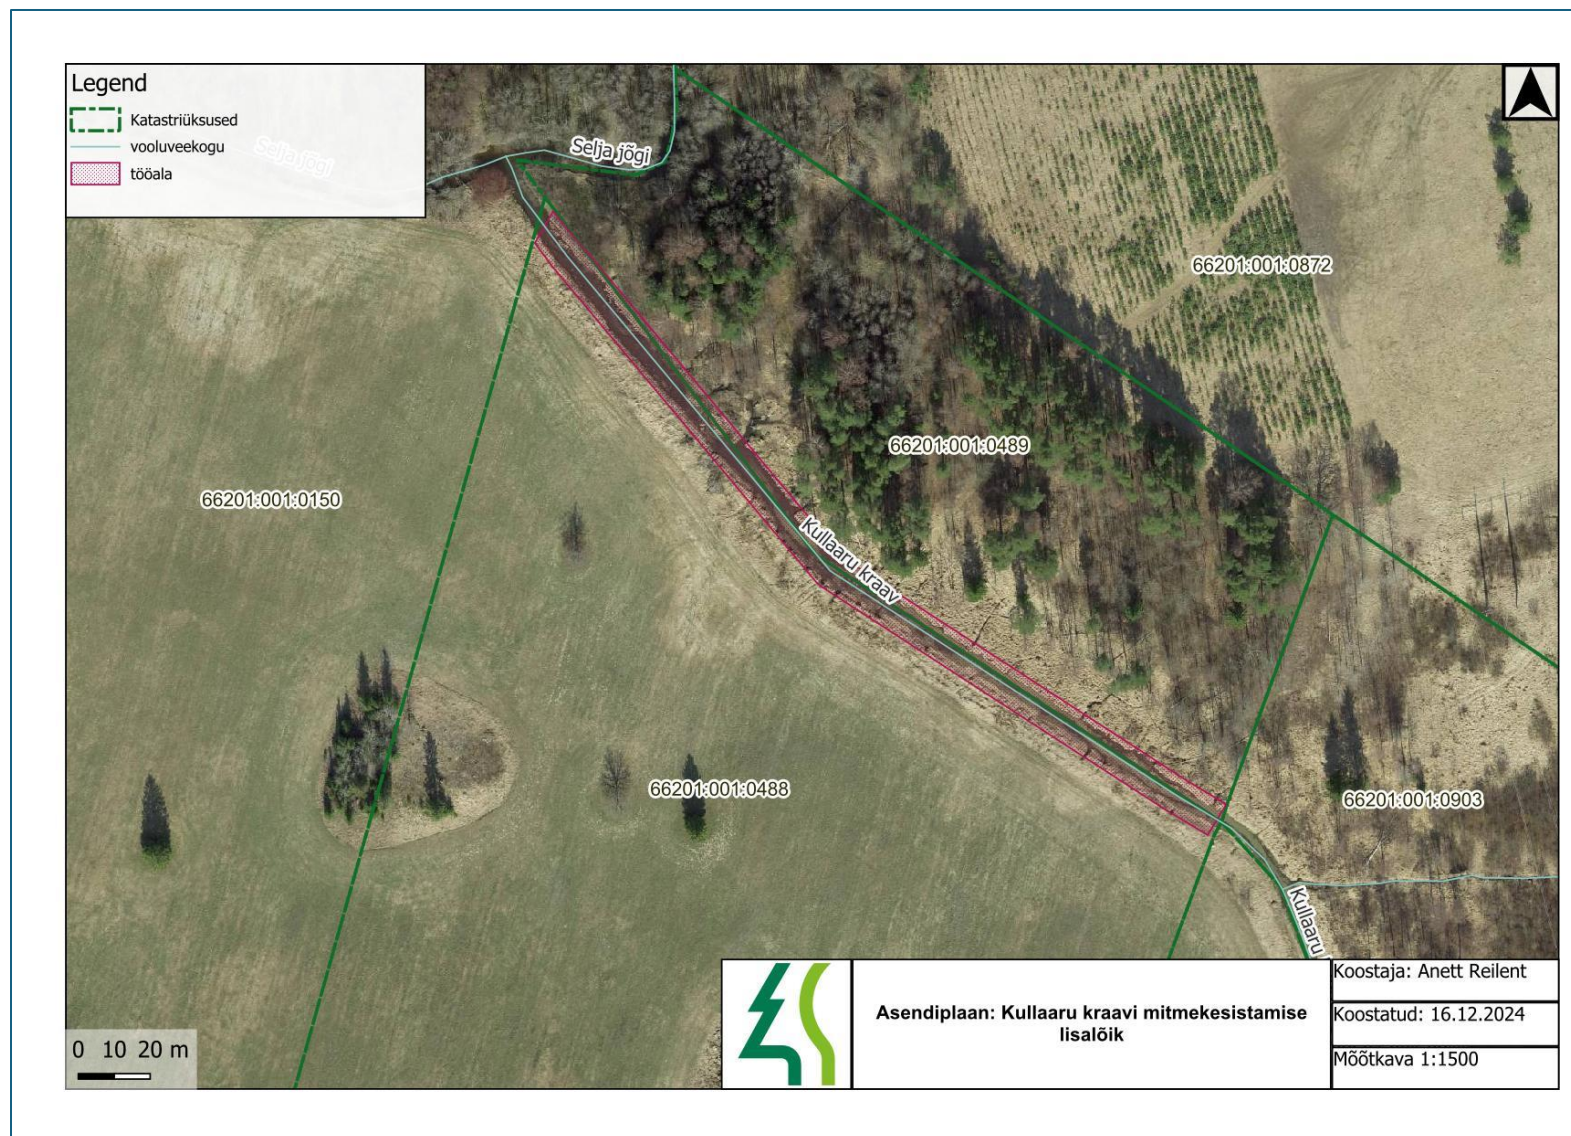 Legend
Katastriüksused
vooluveekogu
tööala
Selja jõgi
Selja jõgi
66201:001:0872
66201:001:0489
66201:001:0150
Kullaaru kraav
66201:001:0488
66201:001:0903
Kullaaru
0 10 20 m
Asendiplaan: Kullaaru kraavi mitmekesistamise
lisalõik
Koostaja: Anett Reilent
Koostatud: 16.12.2024
Mõõtkava 1:1500